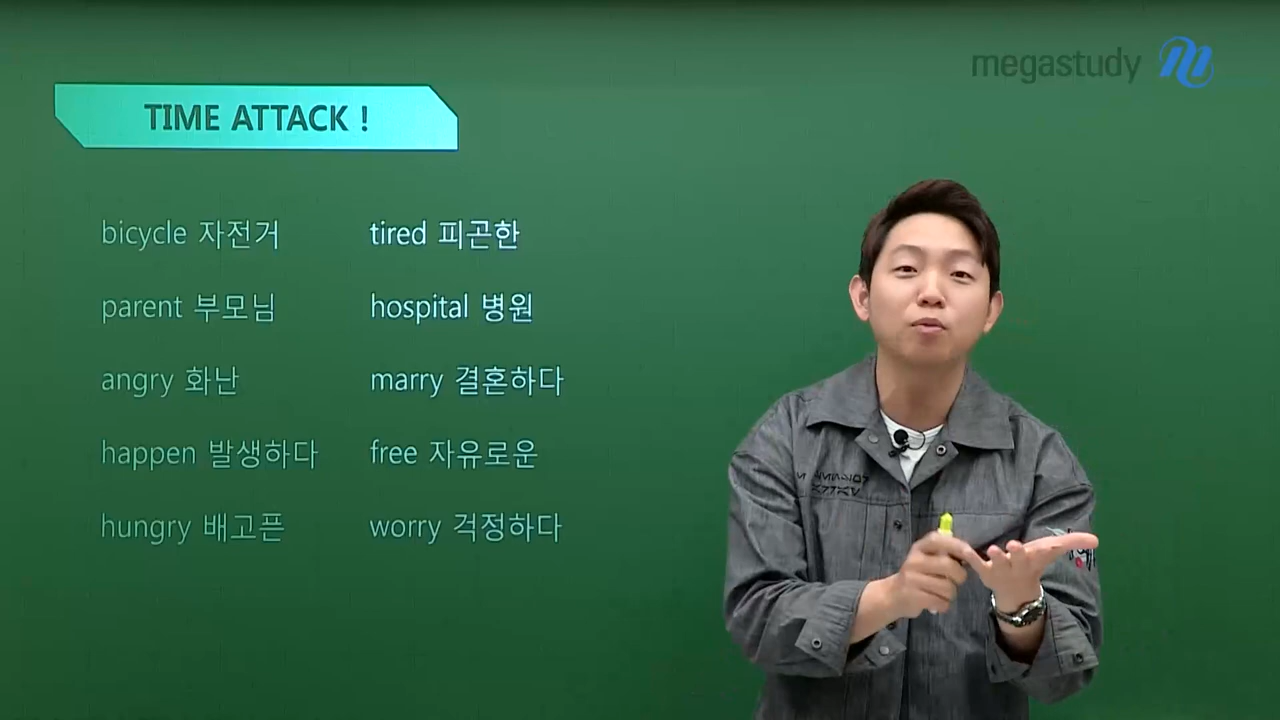 megastudy
TIME ATTACK !
bicycle 자전거
tired 피곤한
parent 부모님
hospital 병원
angry 화난
marry 결혼하다
happen 발생하다
free 자유로운
hungry 배고픈
worry 걱정하다